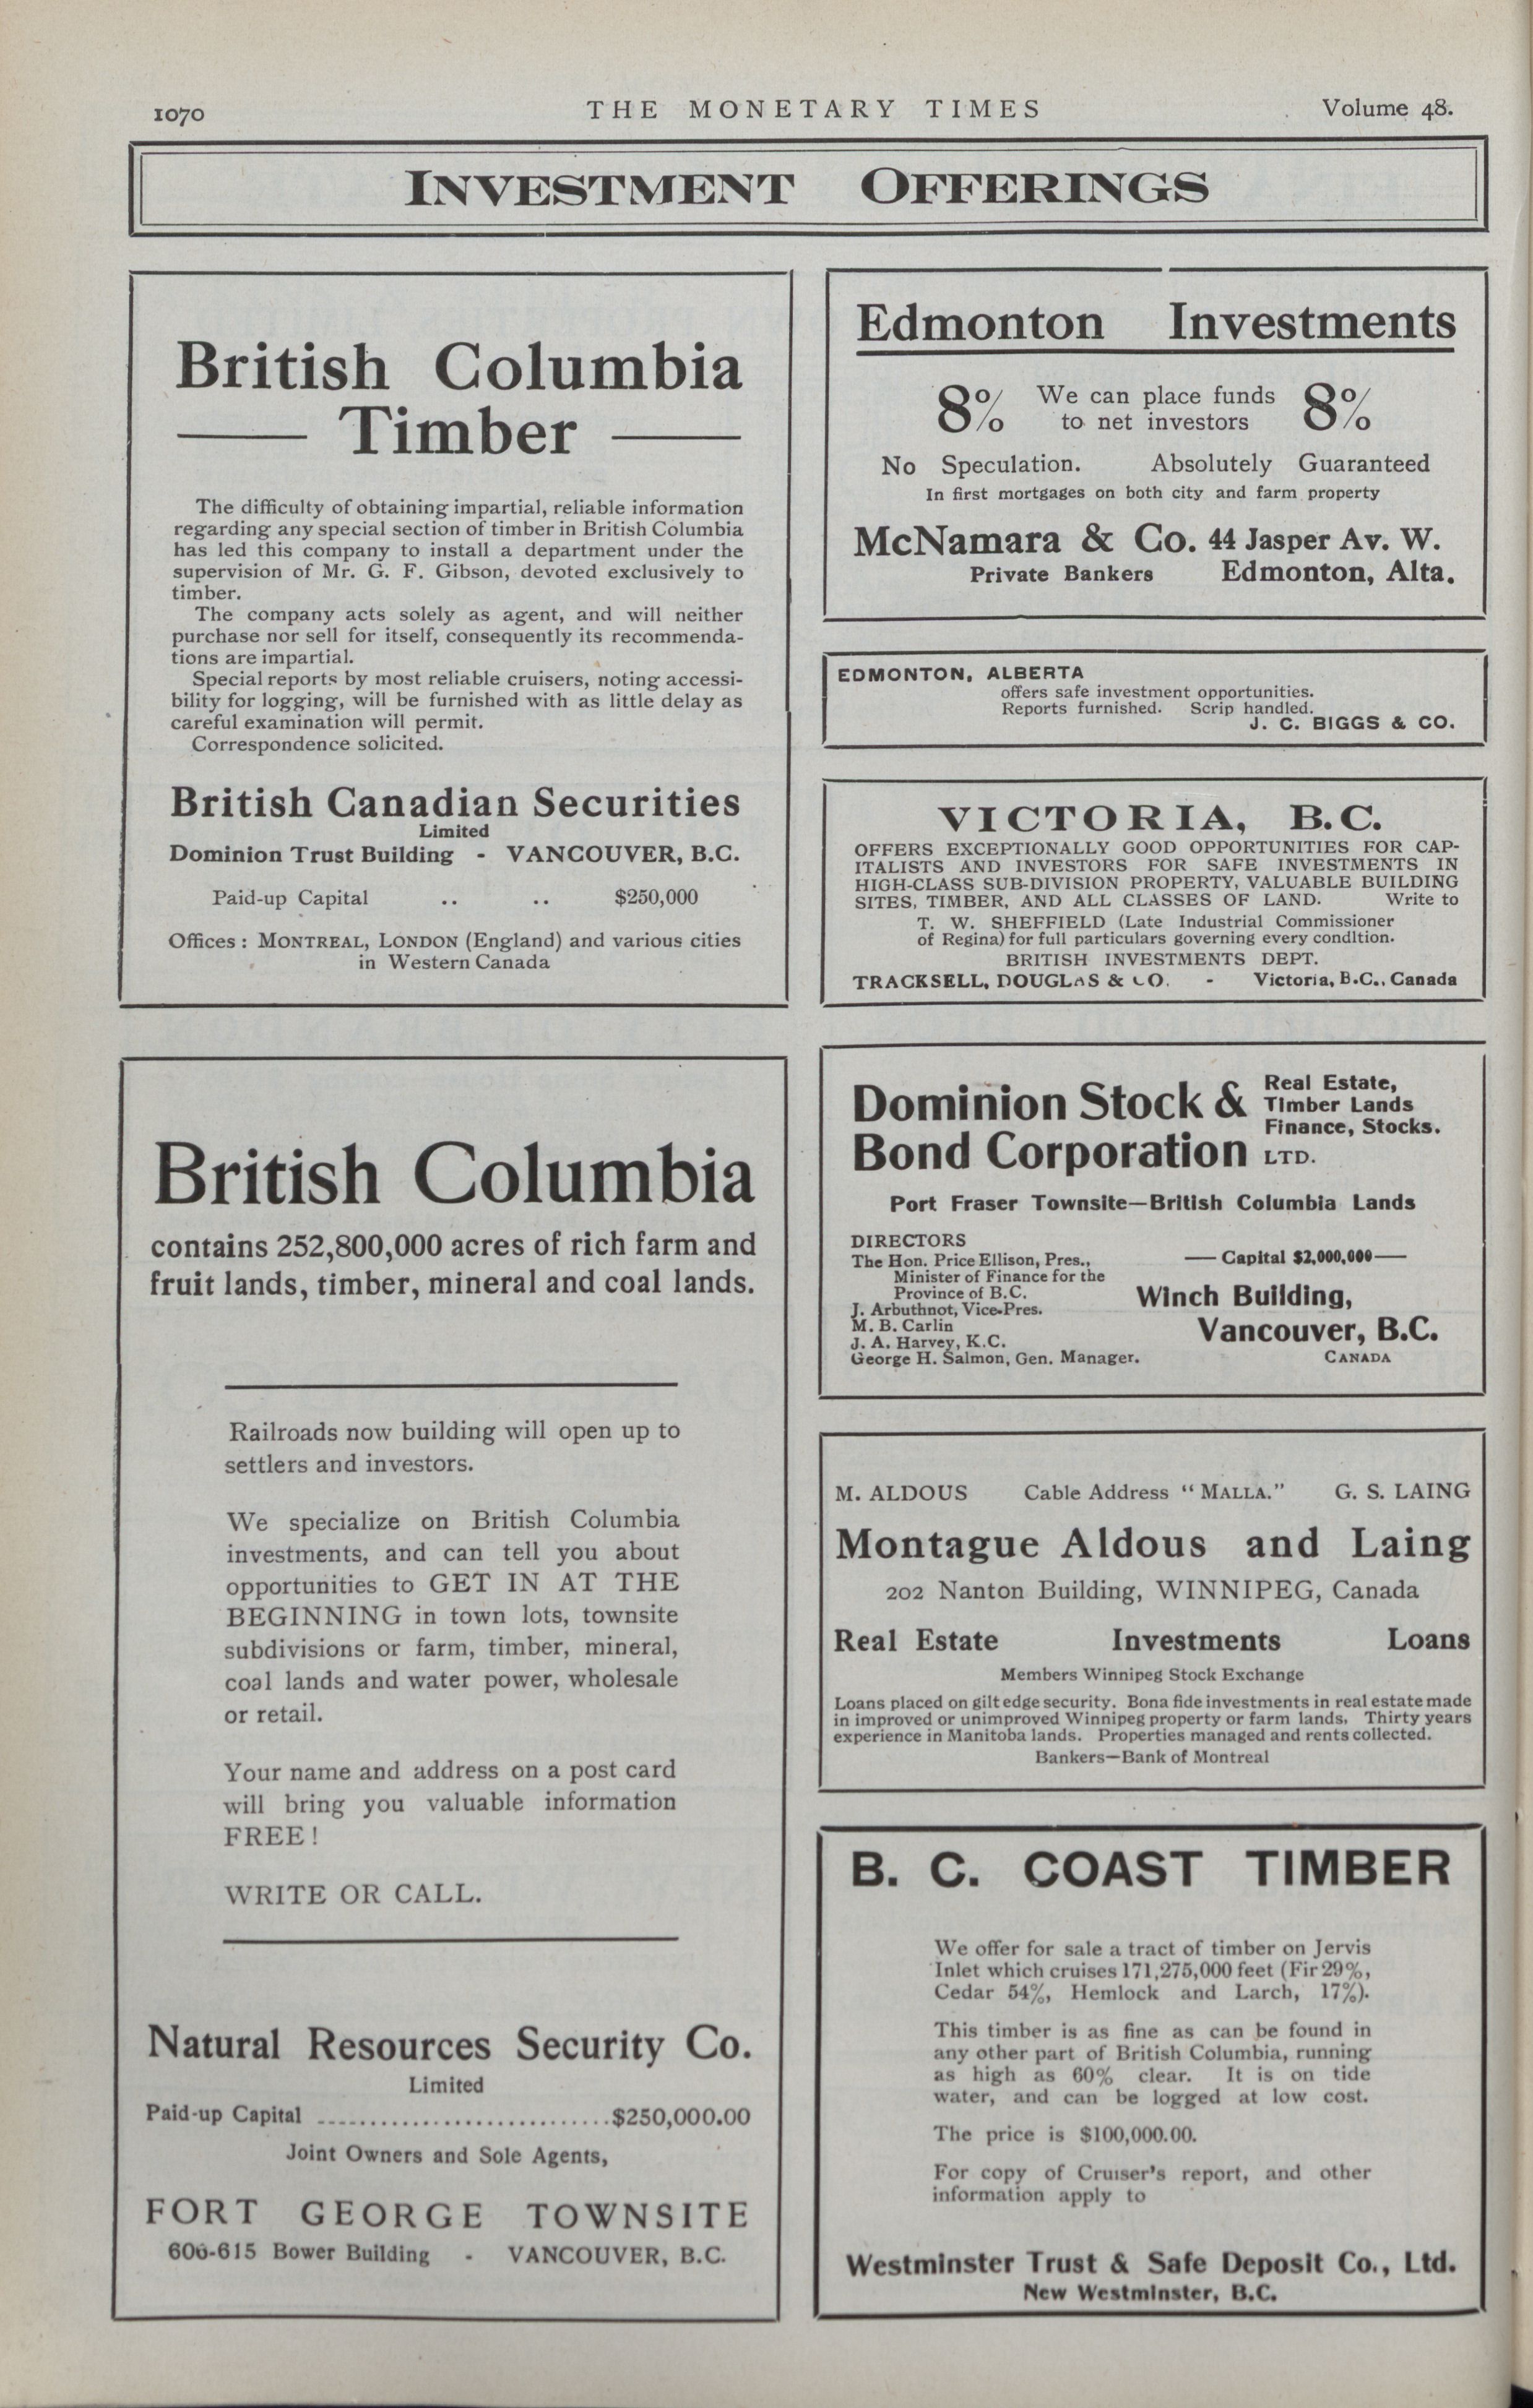 1070
THE MONETARY TIMES
Volume 48.
INVESTMENT OFFERINGS
British Columbia
Timber
The difficulty of obtaining impartial, reliable information
regarding any special section of timber in British Columbia
has led this company to install a department under the
supervision of Mr. G. F. Gibson, devoted exclusively to
timber.
The company acts solely as agent, and will neither
purchase nor sell for itself, consequently its recommenda-
tions are impartial.
Special reports by most reliable cruisers, noting accessi-
bility for logging, will be furnished with as little delay as
careful examination will permit.
Correspondence solicited.
British Canadian Securities
Limited
Dominion Trust Building - VANCOUVER, B.C.
Paid-up Capital .. .. $250,000
Offices: MONTREAL, LONDON (England) and various cities
in Western Canada
British Columbia
contains 252,800,000 acres of rich farm and
fruit lands, timber, mineral and coal lands.
Railroads now building will open up to
settlers and investors.
We specialize on British Columbia
investments, and can tell you about
opportunities to GET IN AT THE
BEGINNING in town lots, townsite
subdivisions or farm, timber, mineral,
coal lands and water power, wholesale
or retail.
Your name and address on a post card
will bring you valuable information
FREE!
WRITE OR CALL.
Natural Resources Security Co.
Limited
Paid-up Capital ............................$250,000.00
Joint Owners and Sole Agents,
FORT GEORGE TOWNSITE
606-615 Bower Building - VANCOUVER, B.C.
Edmonton Investments
8% We can place funds 8%
to net investors
No Speculation. Absolutely Guaranteed
In first mortgages on both city and farm property
McNamara & Co. 44 Jasper Av. W.
Private Bankers Edmonton, Alta.
EDMONTON, ALBERTA
offers safe investment opportunities.
Reports furnished. Scrip handled.
J. C. BIGGS & CO.
VICTORIA, B.C.
OFFERS EXCEPTIONALLY GOOD OPPORTUNITIES FOR CAP-
ITALISTS AND INVESTORS FOR SAFE INVESTMENTS IN
HIGH-CLASS SUB-DIVISION PROPERTY, VALUABLE BUILDING
SITES, TIMBER, AND ALL CLASSES OF LAND. Write to
T. W. SHEFFIELD (Late Industrial Commissioner
of Regina) for full particulars governing every condition.
BRITISH INVESTMENTS DEPT.
TRACKSELL, DOUGLAS & CO. - Victoria, B.C., Canada
Dominion Stock &
Bond Corporation LTD.
Real Estate,
Timber Lands
Finance, Stocks.
Port Fraser Townsite—British Columbia Lands
DIRECTORS
The Hon. Price Ellison, Pres.,
Minister of Finance for the
Province of B.C.
J. Arbuthnot, Vice-Pres.
M. B. Carlin
J. A. Harvey, K.C.
George H. Salmon, Gen. Manager.
— Capital $2,000,000 —
Winch Building,
Vancouver, B.C.
CANADA
M. ALDOUS Cable Address "MALLA." G. S. LAING
Montague Aldous and Laing
202 Nanton Building, WINNIPEG, Canada
Real Estate Investments Loans
Members Winnipeg Stock Exchange
Loans placed on gilt edge security. Bona fide investments in real estate made
in improved or unimproved Winnipeg property or farm lands. Thirty years
experience in Manitoba lands. Properties managed and rents collected.
Bankers—Bank of Montreal
B. C. COAST TIMBER
We offer for sale a tract of timber on Jervis
Inlet which cruises 171,275,000 feet (Fir 29%,
Cedar 54%, Hemlock and Larch, 17%).
This timber is as fine as can be found in
any other part of British Columbia, running
as high as 60% clear. It is on tide
water, and can be logged at low cost.
The price is $100,000.00.
For copy of Cruiser's report, and other
information apply to
Westminster Trust & Safe Deposit Co., Ltd.
New Westminster, B.C.